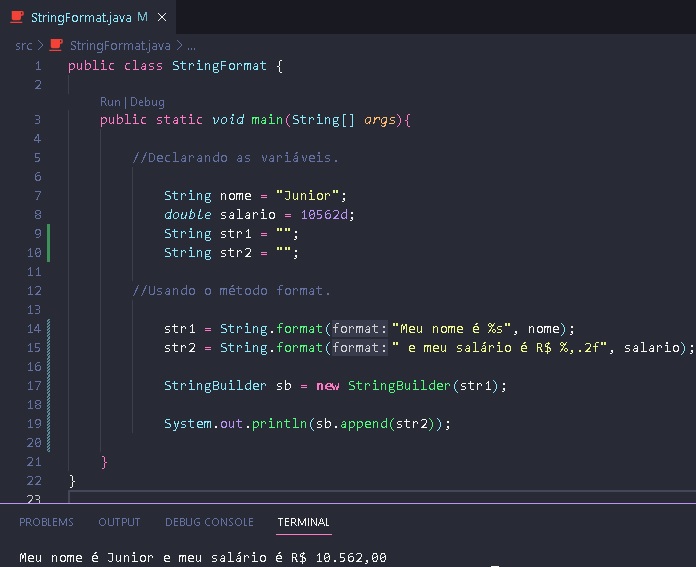 StringFormat.java M ×
src > StringFormat.java > ...
1 public class StringFormat {
2
Run | Debug
3 public static void main(String[] args){
4
5 //Declarando as variáveis.
6
7 String nome = "Junior";
8 double salario = 10562d;
9 String str1 = "";
10 String str2 = "";
11
12 //Usando o método format.
13
14 str1 = String.format(format:"Meu nome é %s", nome);
15 str2 = String.format(format:" e meu salário é R$ %,.2f", salario);
16
17 StringBuilder sb = new StringBuilder(str1);
18
19 System.out.println(sb.append(str2));
20
21 }
22 }
23
PROBLEMS OUTPUT DEBUG CONSOLE TERMINAL
Meu nome é Junior e meu salário é R$ 10.562,00